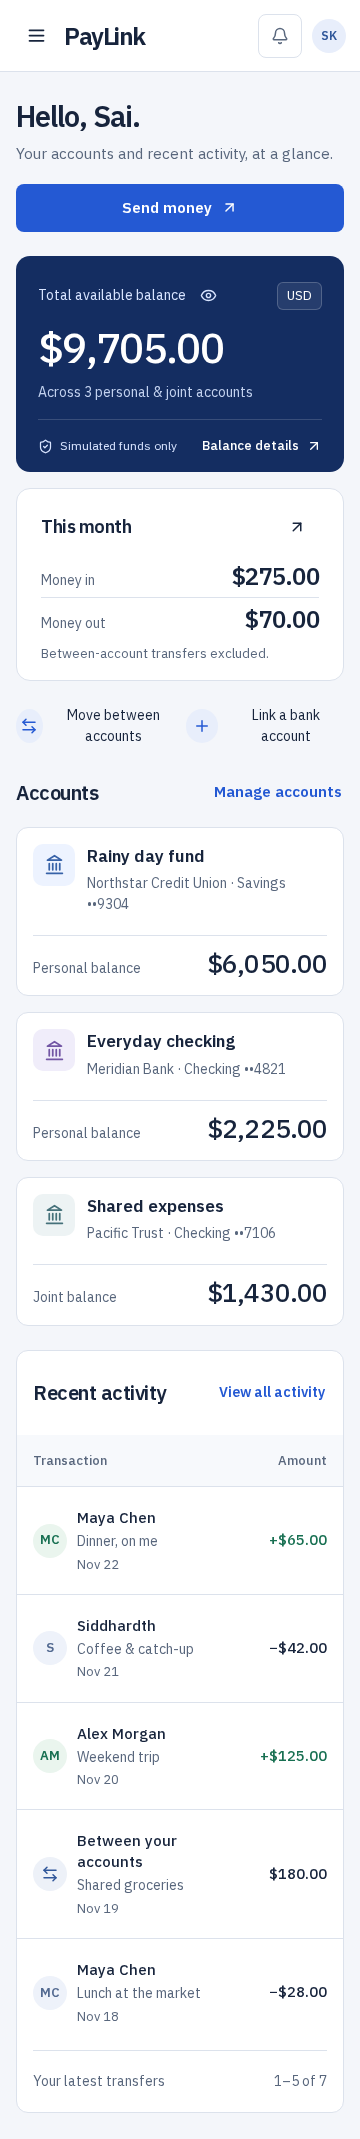 PayLink
SK
Hello, Sai.
Your accounts and recent activity, at a glance.
Send money
Total available balance
USD
$9,705.00
Across 3 personal & joint accounts
Simulated funds only
Balance details
This month
Money in
$275.00
Money out
$70.00
Between-account transfers excluded.
Move between
accounts
Link a bank
account
Accounts
Manage accounts
Rainy day fund
Northstar Credit Union · Savings
••9304
Personal balance
$6,050.00
Everyday checking
Meridian Bank · Checking ••4821
Personal balance
$2,225.00
Shared expenses
Pacific Trust · Checking ••7106
Joint balance
$1,430.00
Recent activity
View all activity
Transaction
Amount
MC
Maya Chen
Dinner, on me
Nov 22
+$65.00
S
Siddhardth
Coffee & catch-up
Nov 21
−$42.00
AM
Alex Morgan
Weekend trip
Nov 20
+$125.00
Between your
accounts
Shared groceries
Nov 19
$180.00
MC
Maya Chen
Lunch at the market
Nov 18
−$28.00
Your latest transfers
1–5 of 7